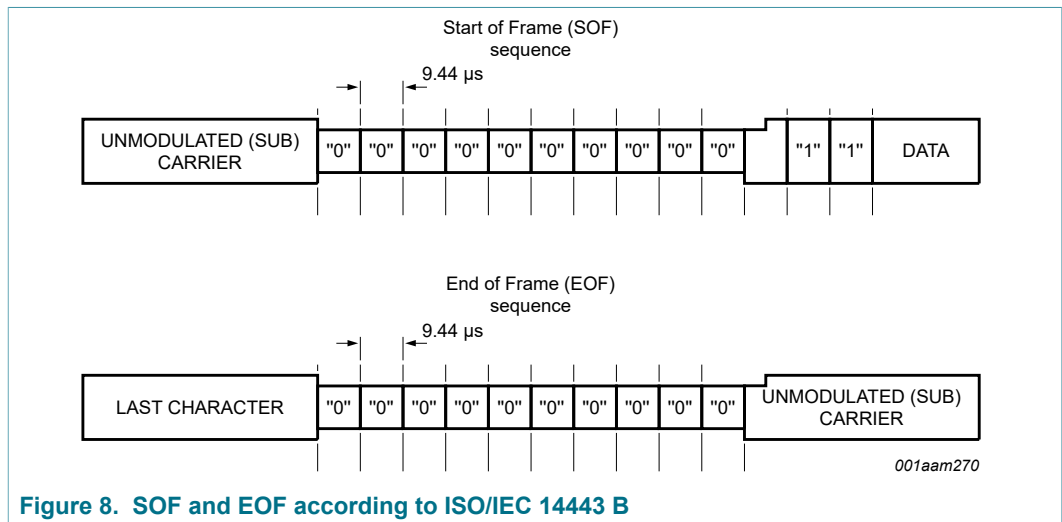 Start of Frame (SOF)
sequence
9.44 µs
UNMODULATED (SUB)
CARRIER
"0" "0" "0" "0" "0" "0" "0" "0" "0" "0" "1" "1" DATA
End of Frame (EOF)
sequence
9.44 µs
LAST CHARACTER "0" "0" "0" "0" "0" "0" "0" "0" "0" "0"
UNMODULATED (SUB)
CARRIER
001aam270
Figure 8. SOF and EOF according to ISO/IEC 14443 B